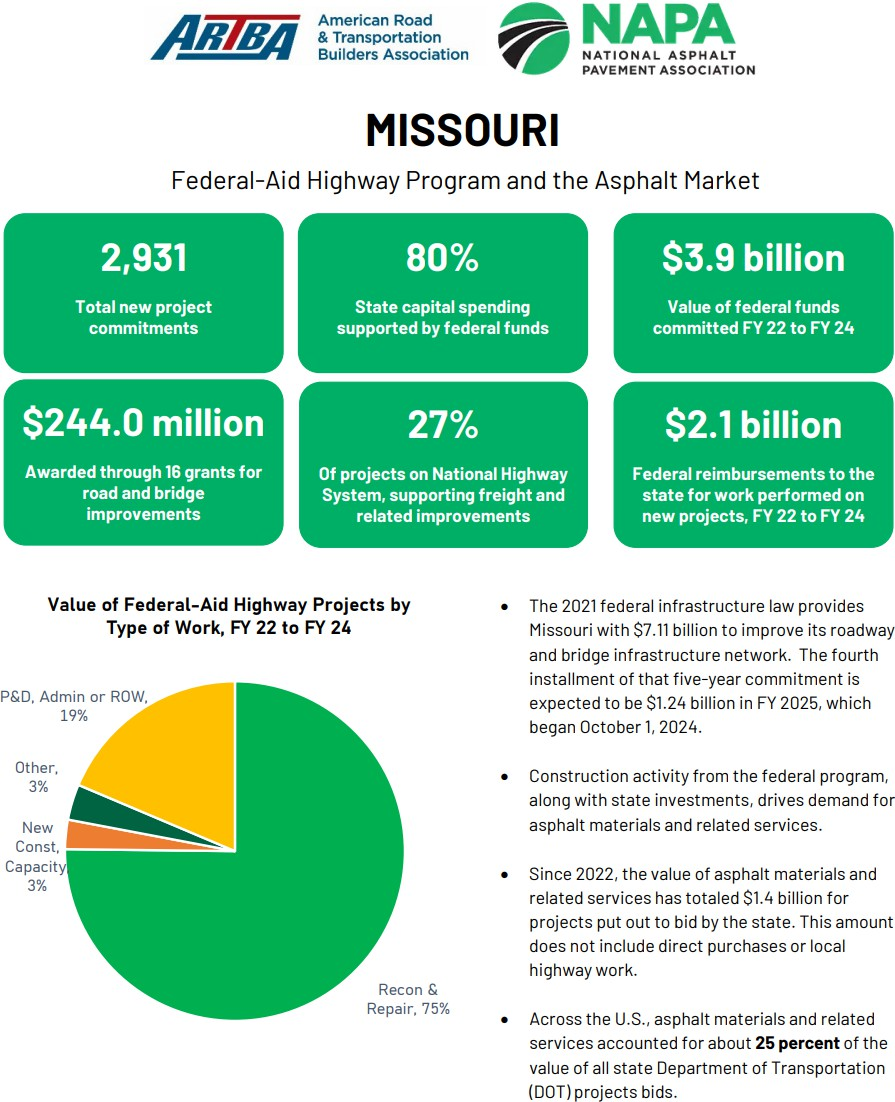 ARTBA
American Road
& Transportation
Builders Association
NAPA
NATIONAL ASPHALT
PAVEMENT ASSOCIATION
MISSOURI
Federal-Aid Highway Program and the Asphalt Market
2,931
Total new project
commitments
80%
State capital spending
supported by federal funds
$3.9 billion
Value of federal funds
committed FY 22 to FY 24
$244.0 million
Awarded through 16 grants for
road and bridge
improvements
27%
Of projects on National Highway
System, supporting freight and
related improvements
$2.1 billion
Federal reimbursements to the
state for work performed on
new projects, FY 22 to FY 24
Value of Federal-Aid Highway Projects by
Type of Work, FY 22 to FY 24
P&D, Admin or ROW,
19%
Other,
3%
New
Const,
Capacity,
3%
Recon &
Repair, 75%
• The 2021 federal infrastructure law provides
Missouri with $7.11 billion to improve its roadway
and bridge infrastructure network. The fourth
installment of that five-year commitment is
expected to be $1.24 billion in FY 2025, which
began October 1, 2024.
• Construction activity from the federal program,
along with state investments, drives demand for
asphalt materials and related services.
• Since 2022, the value of asphalt materials and
related services has totaled $1.4 billion for
projects put out to bid by the state. This amount
does not include direct purchases or local
highway work.
• Across the U.S., asphalt materials and related
services accounted for about 25 percent of the
value of all state Department of Transportation
(DOT) projects bids.